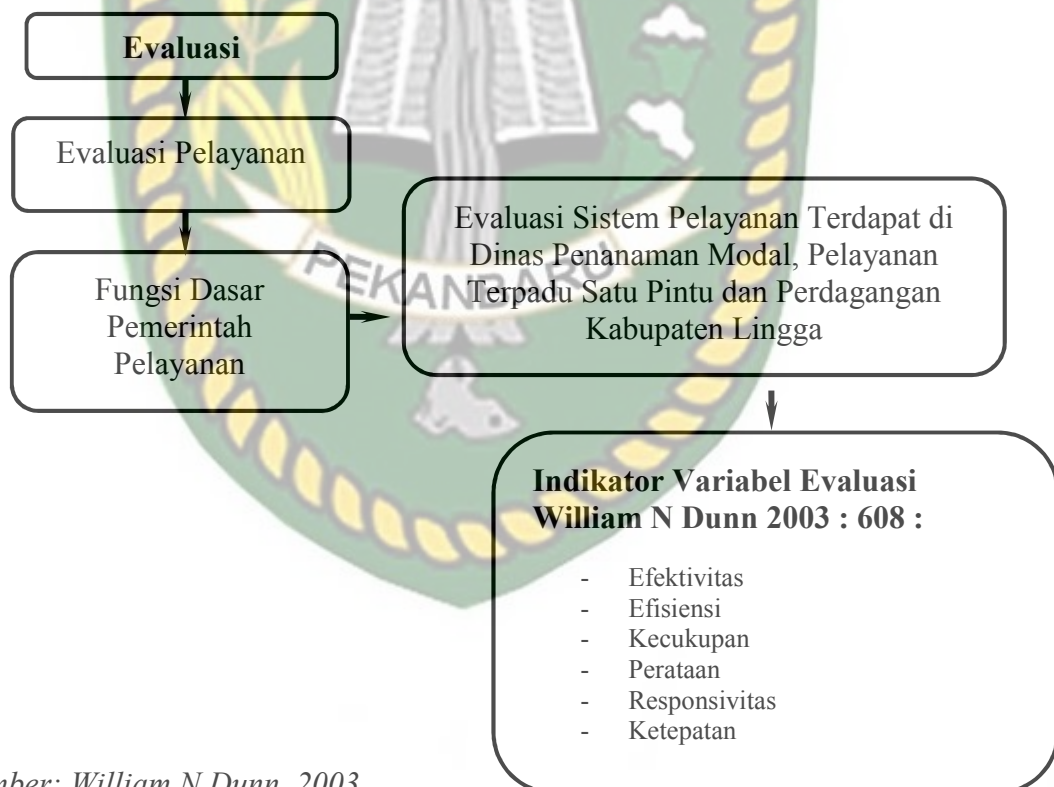 Evaluasi
Evaluasi Pelayanan
Fungsi Dasar
Pemerintah
Pelayanan
Evaluasi Sistem Pelayanan Terdapat di
Dinas Penanaman Modal, Pelayanan
Terpadu Satu Pintu dan Perdagangan
Kabupaten Lingga
PEKANBARU
Indikator Variabel Evaluasi
William N Dunn 2003 : 608 :
- Efektivitas
- Efisiensi
- Kecukupan
- Perataan
- Responsivitas
- Ketepatan
William N Dunn, 2003